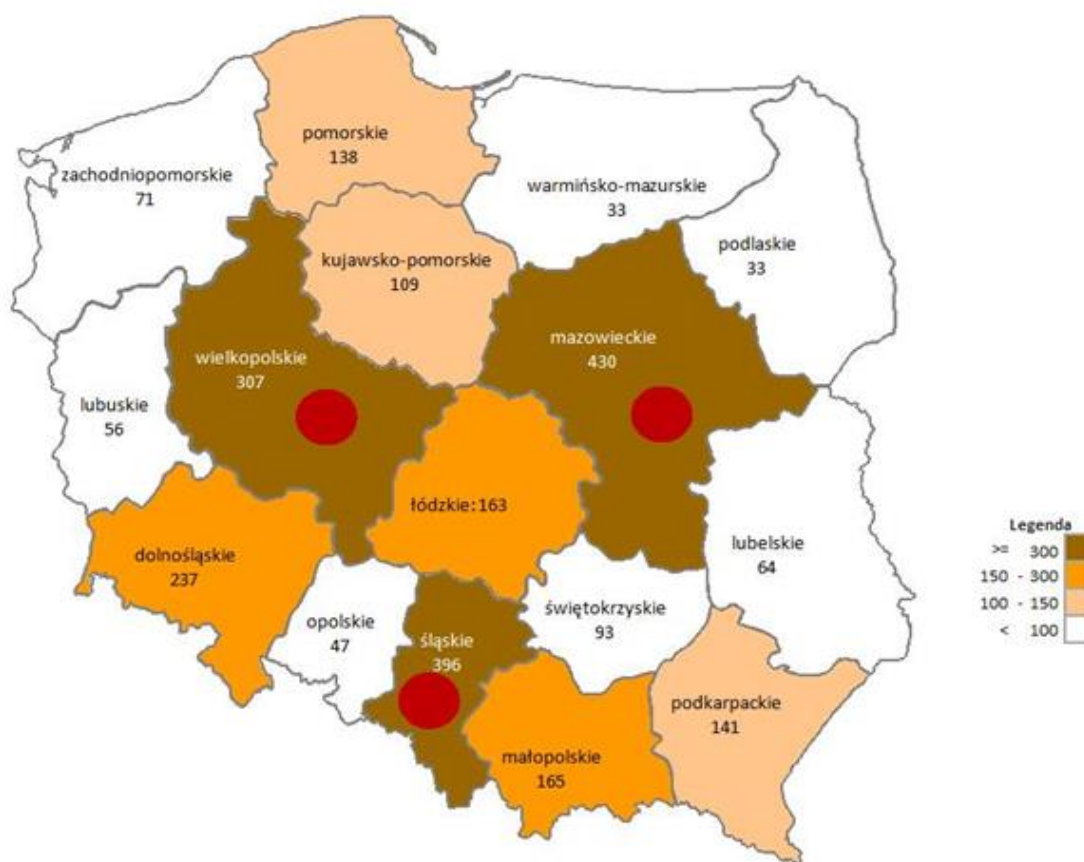 pomorskie
138
zachodniopomorskie
71
warmińsko-mazurskie
33
podlaskie
33
kujawsko-pomorskie
109
mazowieckie
430
wielkopolskie
307
lubuskie
56
łódzkie:163
dolnośląskie
237
lubelskie
64
opolskie
47
śląskie
396
świętokrzyskie
93
podkarpackie
141
małopolskie
165
Legenda
>= 300
150 - 300
100 - 150
< 100